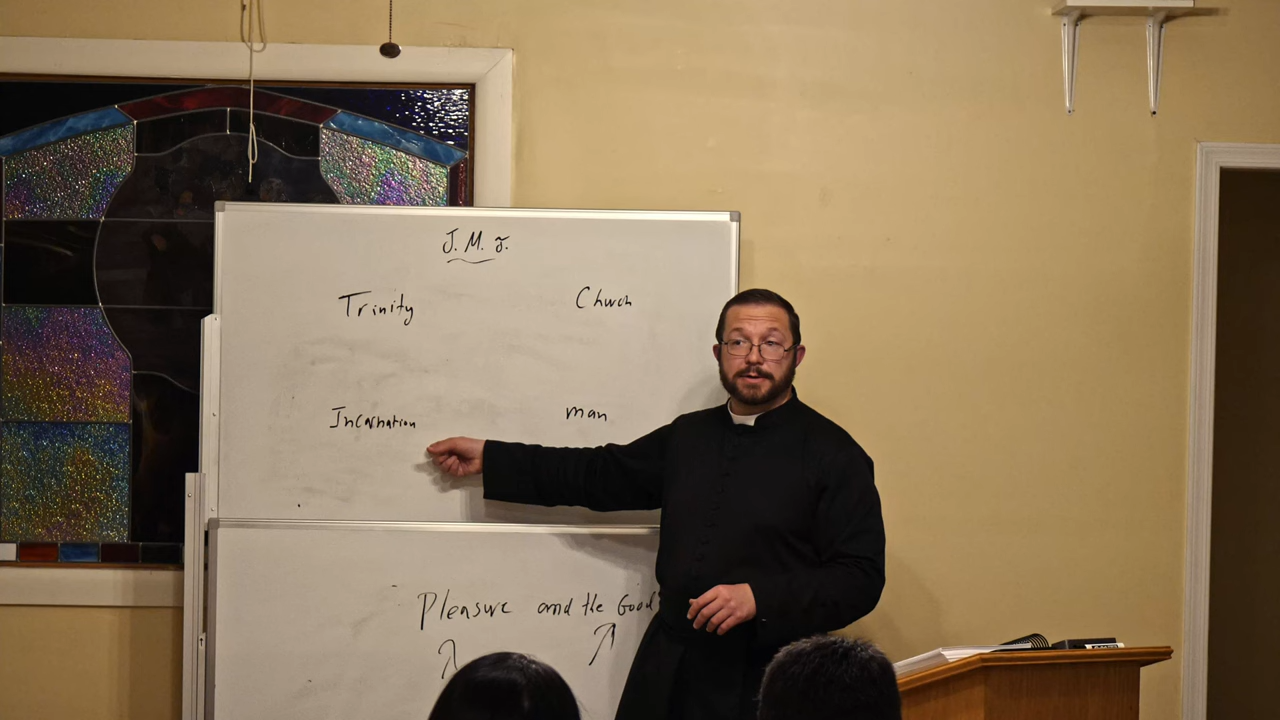 J. M. J.
Trinity Church
Incarnation man
Pleasure and the Good